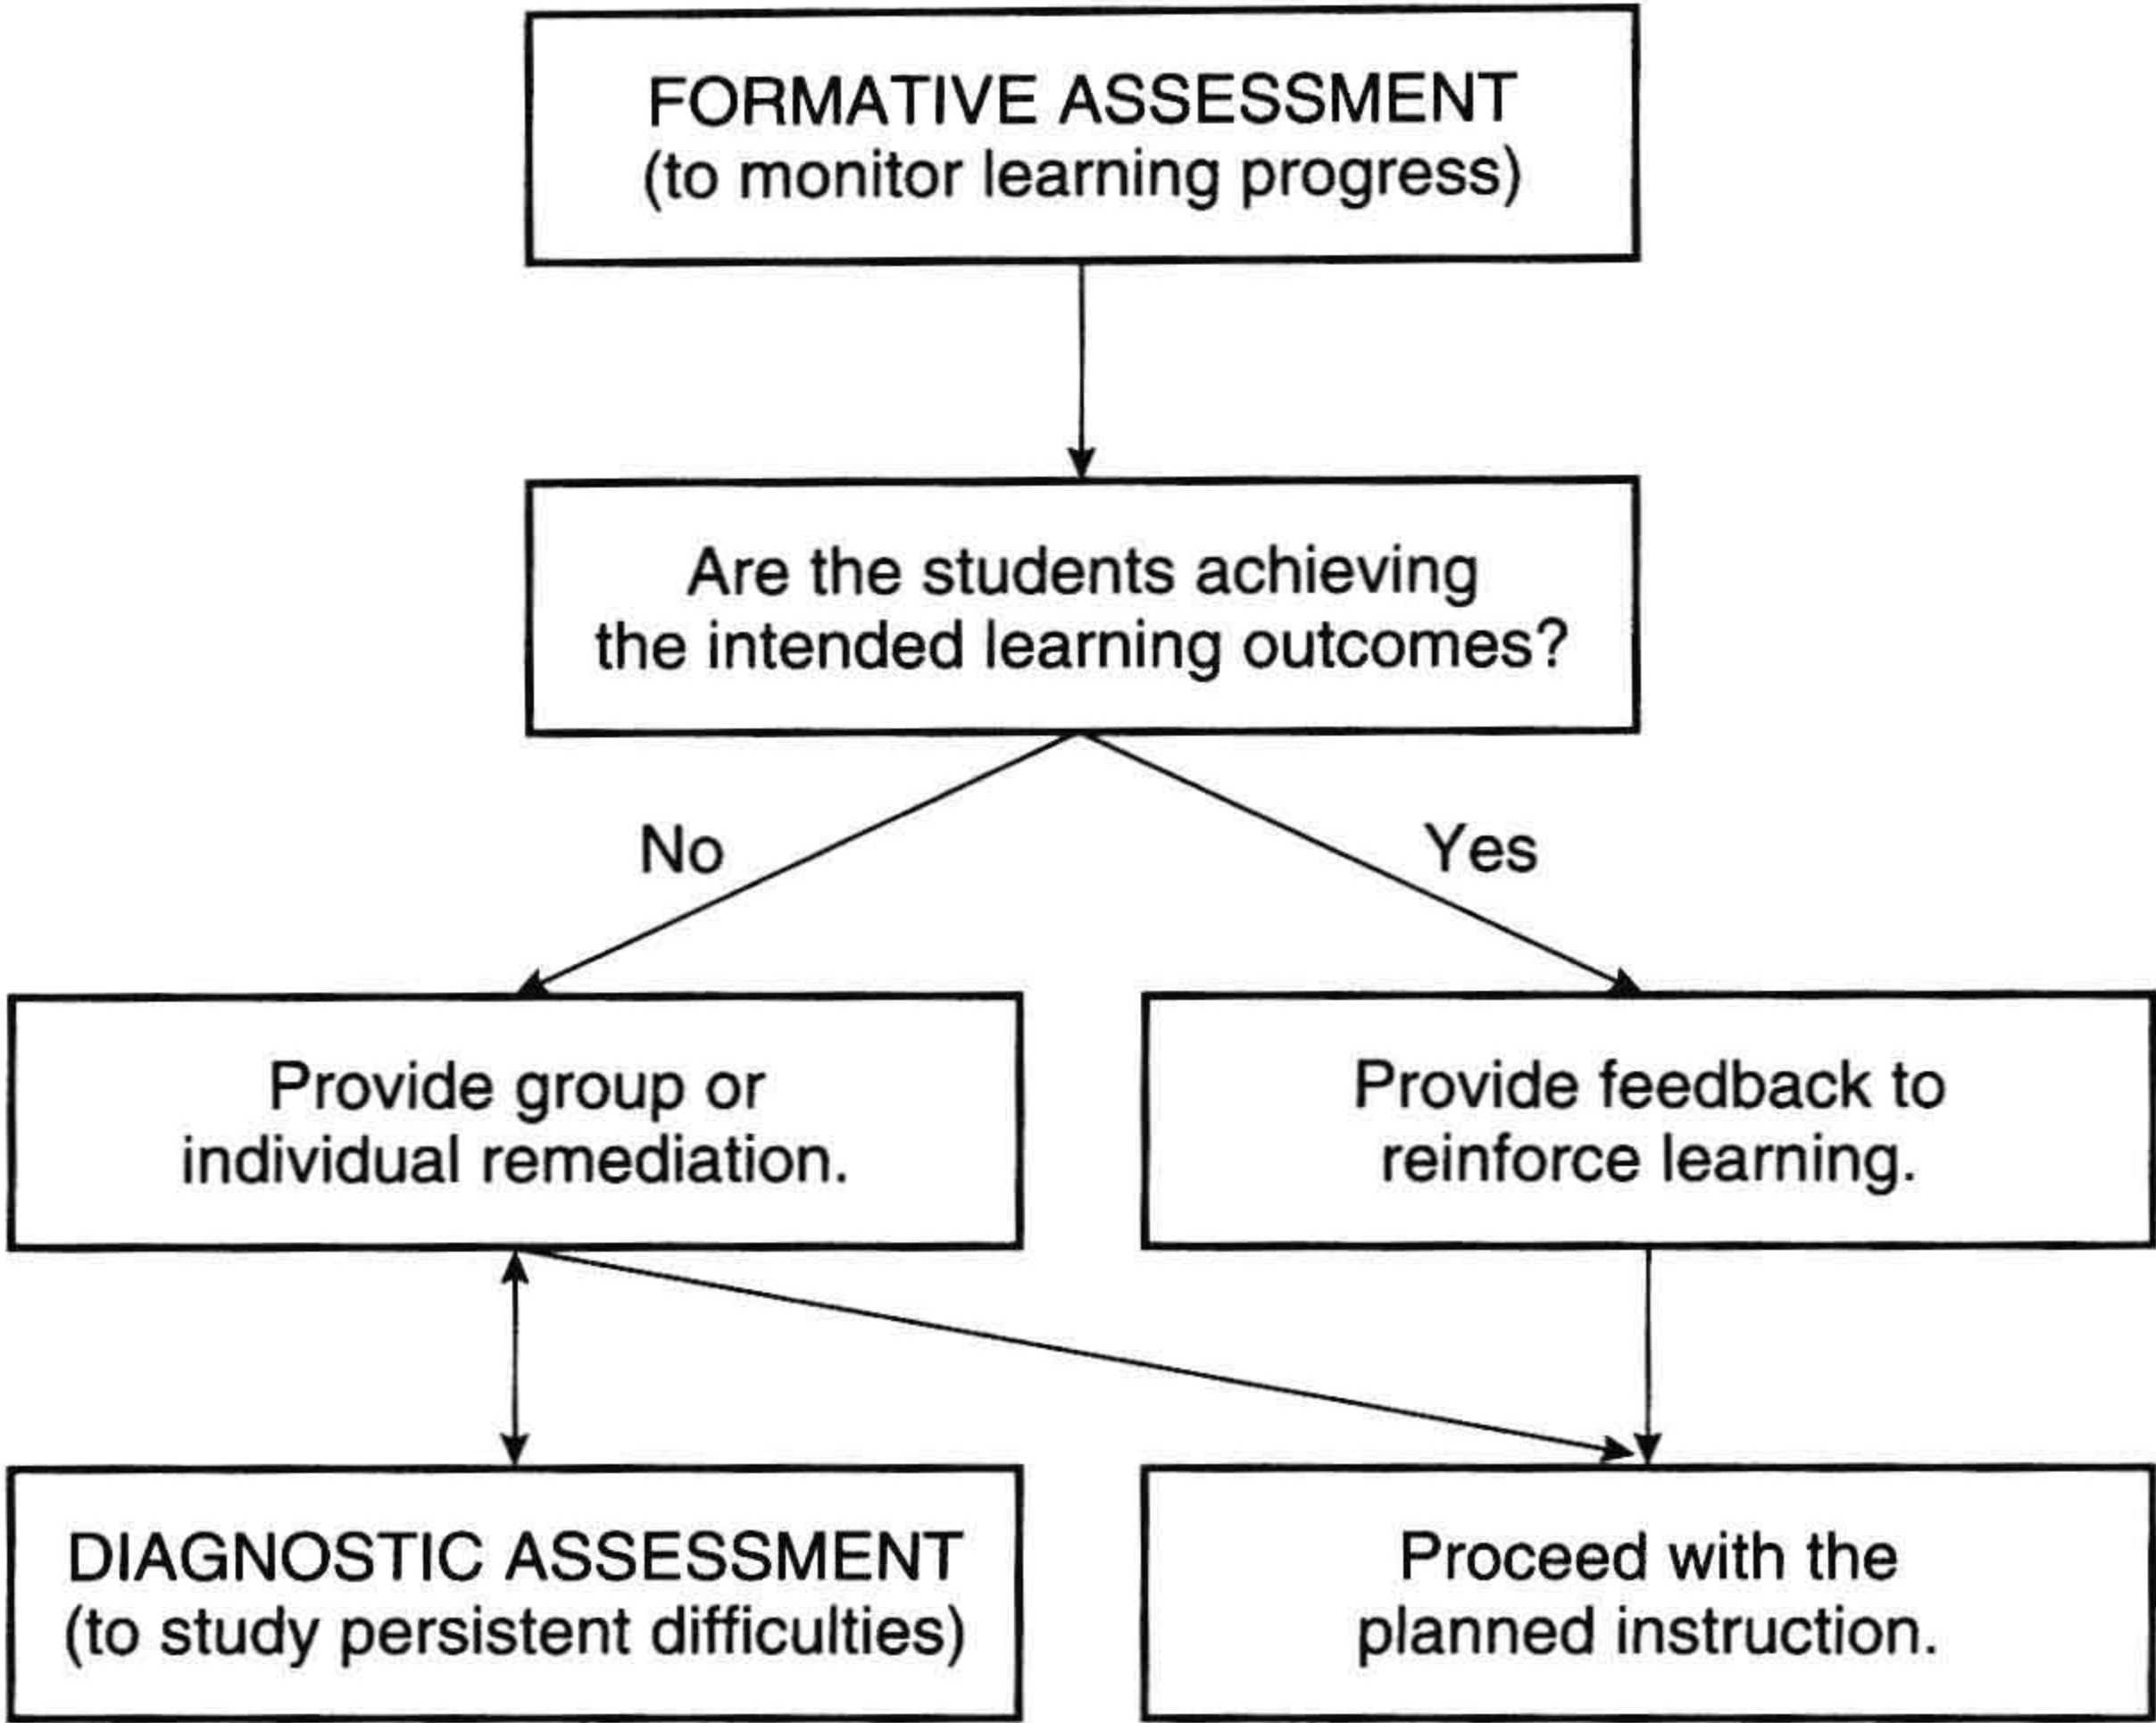 FORMATIVE ASSESSMENT
(to monitor learning progress)
Are the students achieving
the intended learning outcomes?
No
Yes
Provide group or
individual remediation.
Provide feedback to
reinforce learning.
DIAGNOSTIC ASSESSMENT
(to study persistent difficulties)
Proceed with the
planned instruction.